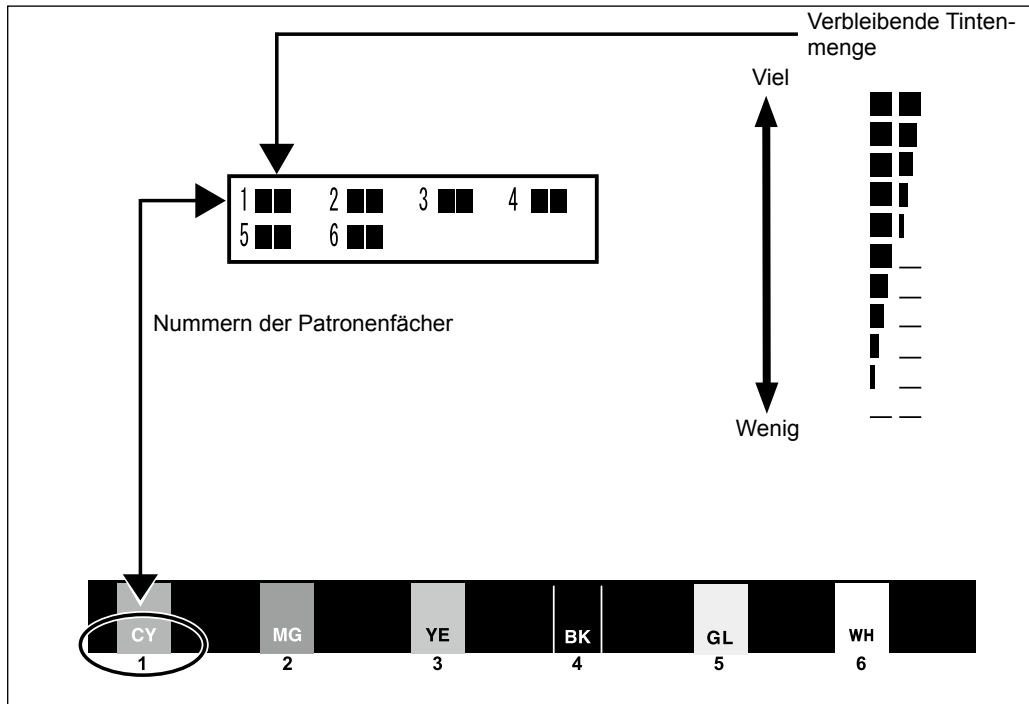 Verbleibende Tinten-
menge
Viel
1 2 3 4
5 6
Nummern der Patronenfächer
Wenig
CY MG YE BK GL WH
1 2 3 4 5 6